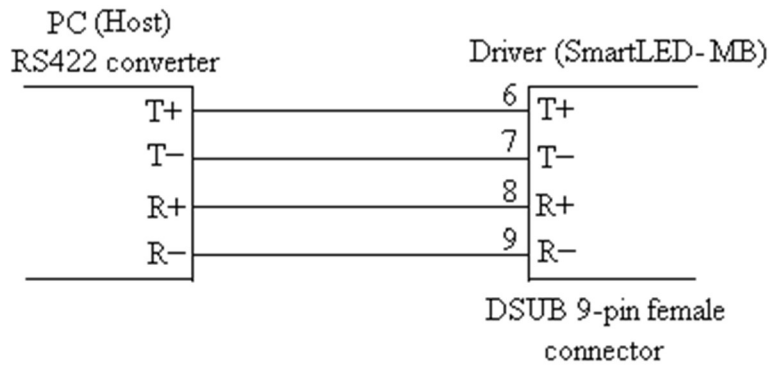 PC (Host)
RS422 converter
Driver (SmartLED-MB)
T+
6
T+
T−
7
T−
R+
8
R+
R−
9
R−
DSUB 9-pin female
connector